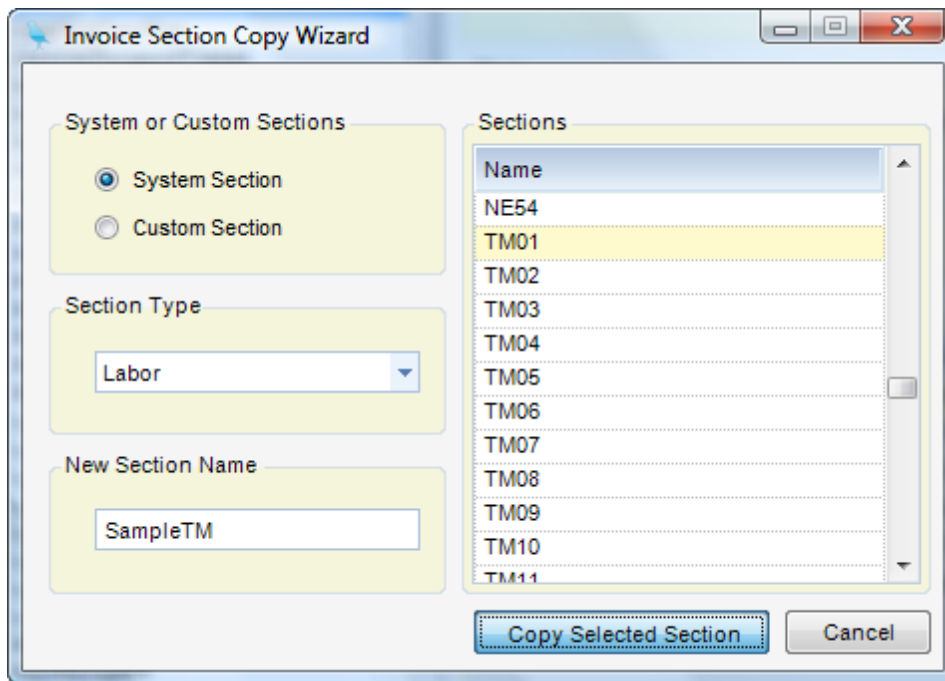 Invoice Section Copy Wizard
System or Custom Sections
System Section
Custom Section
Section Type
Labor
New Section Name
SampleTM
Sections
Name
NE54
TM01
TM02
TM03
TM04
TM05
TM06
TM07
TM08
TM09
TM10
TM11
Copy Selected Section
Cancel